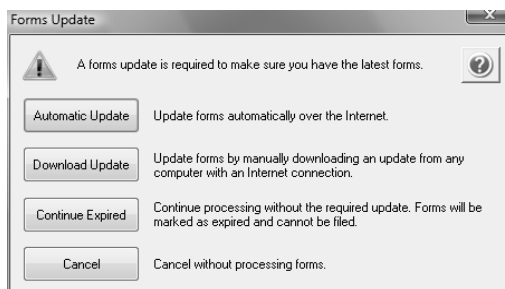 Forms Update
A forms update is required to make sure you have the latest forms.
Automatic Update
Update forms automatically over the Internet.
Download Update
Update forms by manually downloading an update from any
computer with an Internet connection.
Continue Expired
Continue processing without the required update. Forms will be
marked as expired and cannot be filed.
Cancel
Cancel without processing forms.